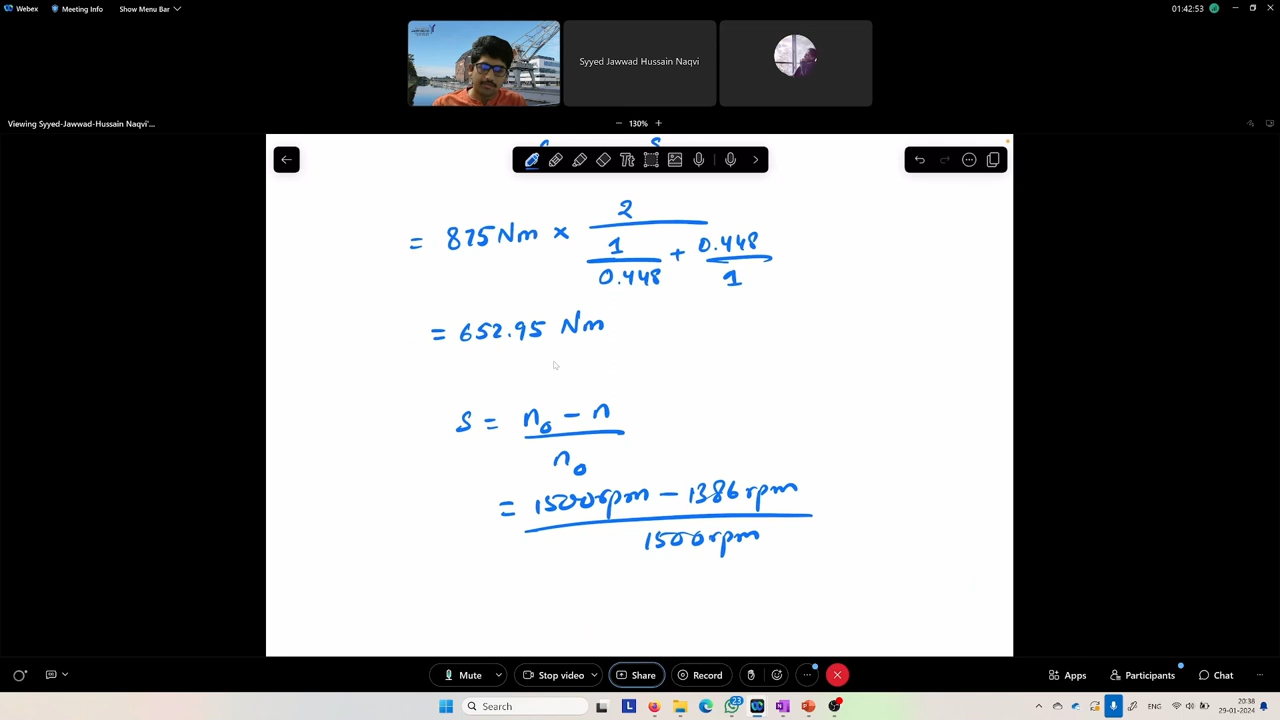 Webex Meeting Info Show Menu Bar 01:42:53
Syyed Jawwad Hussain Naqvi
Viewing Syyed-Jawwad-Hussain Naqvi'... 130%
= 875 Nm × 2 / (1/0.448 + 0.448/1)
= 652.95 Nm
s = (n₀ - n) / n₀
= (1500rpm - 1386rpm) / 1500rpm
Mute Stop video Share Record Apps Participants Chat
Search 23 ENG 20:38
29-01-2024